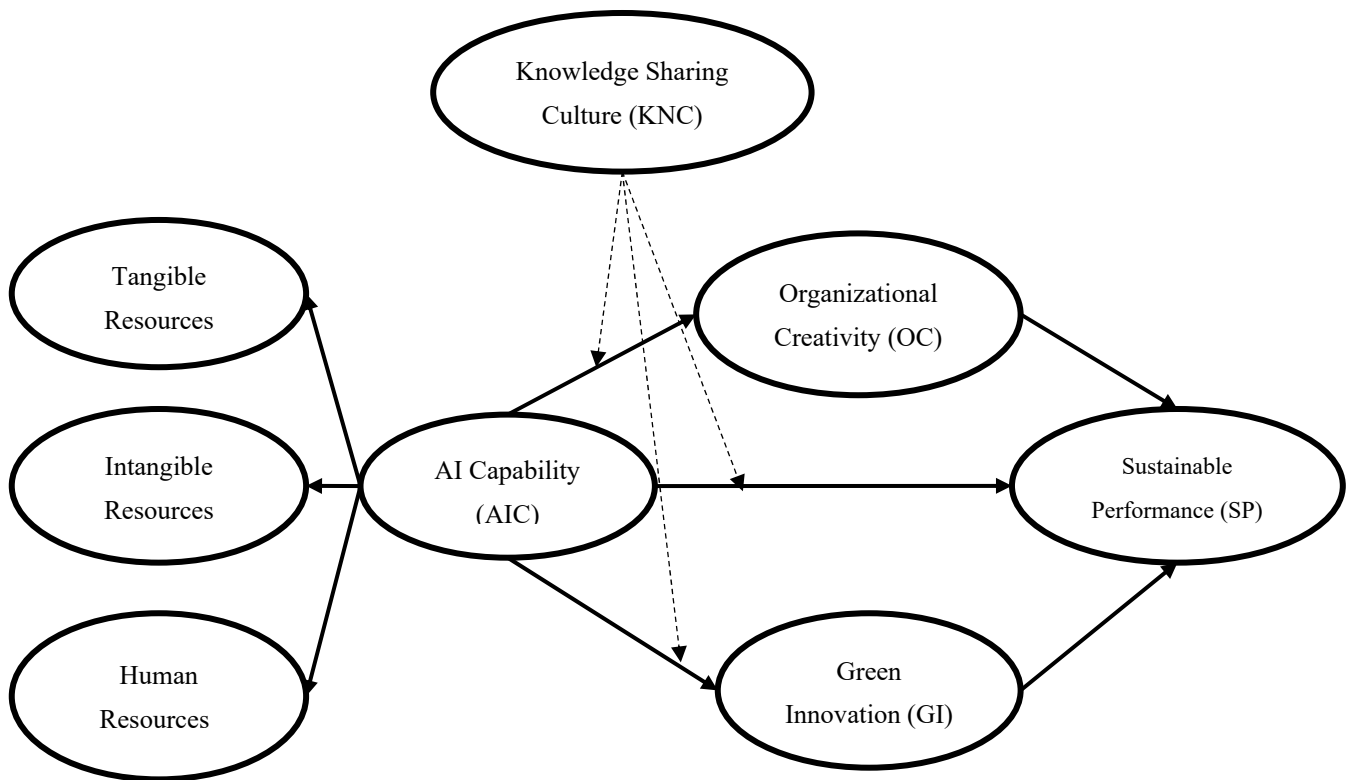 Knowledge Sharing
Culture (KNC)
Tangible
Resources
Organizational
Creativity (OC)
Intangible
Resources
AI Capability
(AIC)
Sustainable
Performance (SP)
Human
Resources
Green
Innovation (GI)